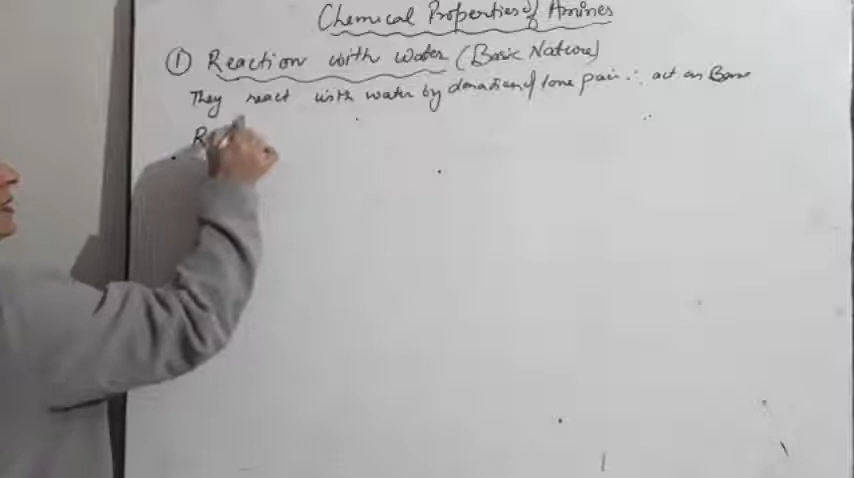 Chemical Properties of Amines
① Reaction with Water (Basic Nature)
They react with water by donation of lone pair ∴ act as Base
R